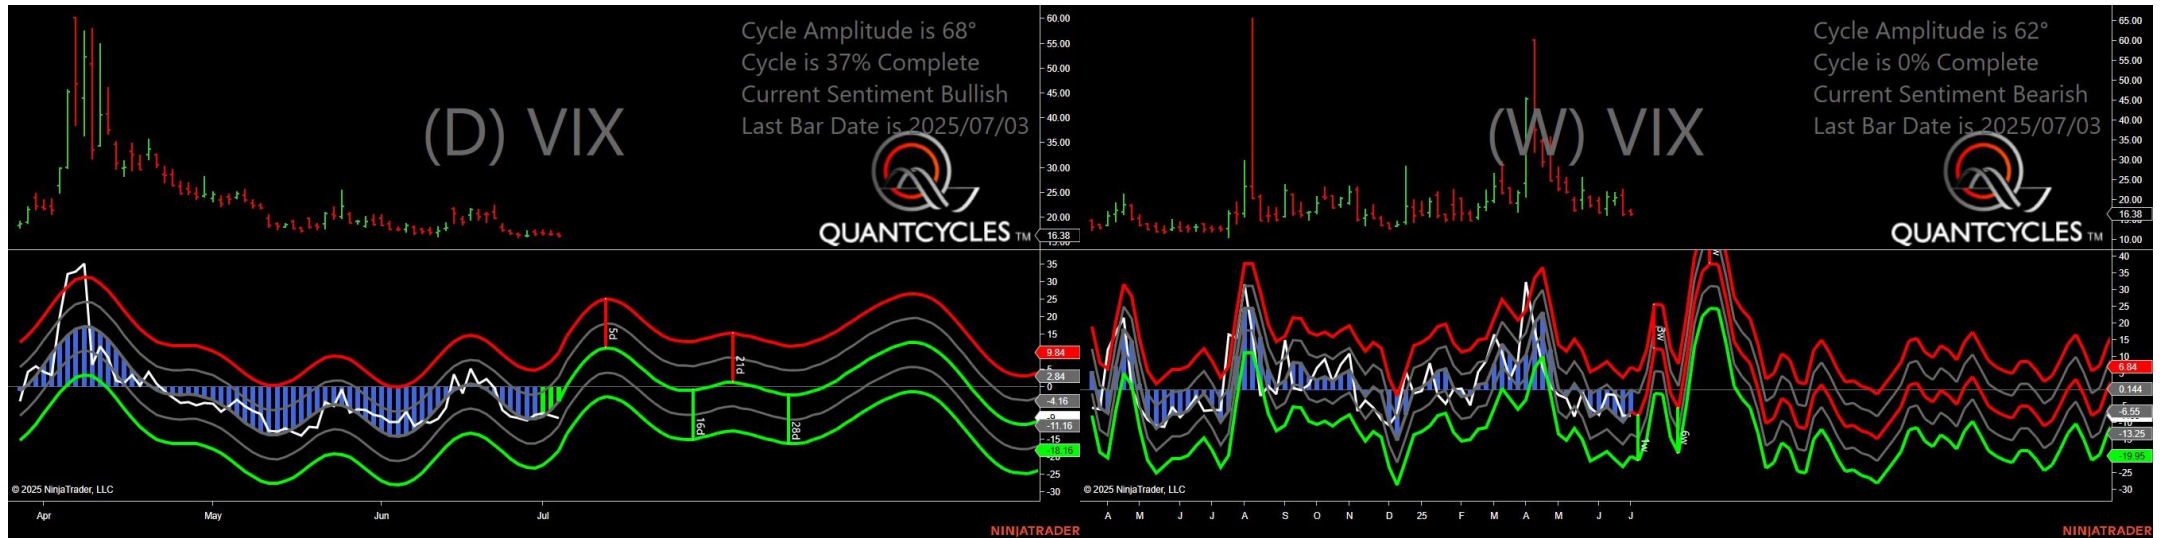 Cycle Amplitude is 68°
Cycle is 37% Complete
Current Sentiment Bullish
Last Bar Date is 2025/07/03
(D) VIX
QUANTCYCLES TM
60.00
55.00
50.00
45.00
40.00
35.00
30.00
25.00
20.00
16.38
15.00
35
30
25
20
15
9.84
5
2.84
0
-4.16
-9
-11.16
-15
-18.16
-20
-25
-30
5d
16d
21d
28d
© 2025 NinjaTrader, LLC
Apr May Jun Jul
NINJATRADER
Cycle Amplitude is 62°
Cycle is 0% Complete
Current Sentiment Bearish
Last Bar Date is 2025/07/03
(W) VIX
QUANTCYCLES TM
65.00
60.00
55.00
50.00
45.00
40.00
35.00
30.00
25.00
20.00
16.38
15.00
10.00
40
35
30
25
20
15
10
6.84
5
0.144
-5
-6.55
-10
-13.25
-19.95
-25
-30
1w
3w
6w
w
© 2025 NinjaTrader, LLC
A M J J A S O N D 25 F M A M J J
NINJATRADER